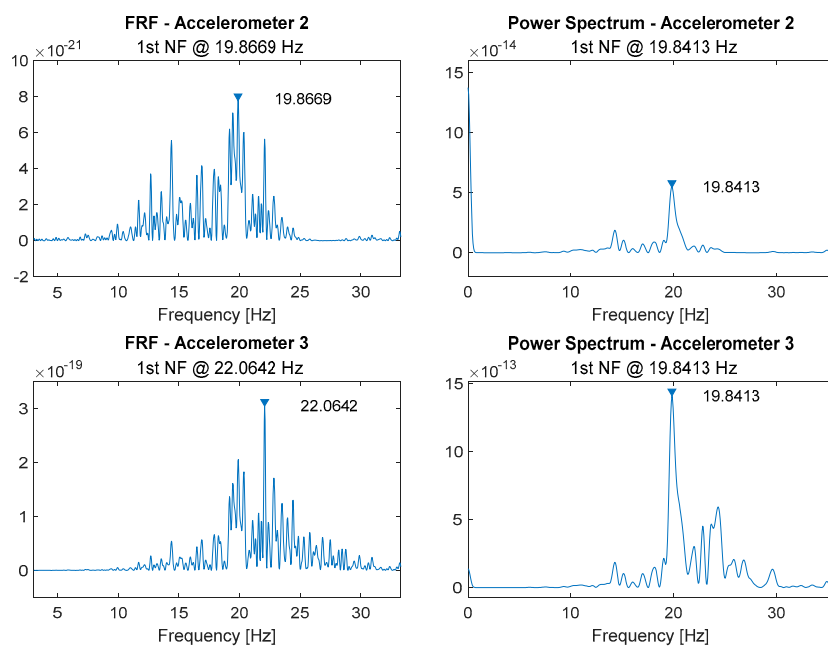 FRF - Accelerometer 2
1st NF @ 19.8669 Hz
×10⁻²¹
10
8
6
4
2
0
-2
19.8669
5 10 15 20 25 30
Frequency [Hz]
Power Spectrum - Accelerometer 2
1st NF @ 19.8413 Hz
×10⁻¹⁴
15
10
5
0
19.8413
0 10 20 30
Frequency [Hz]
FRF - Accelerometer 3
1st NF @ 22.0642 Hz
×10⁻¹⁹
3
2
1
0
22.0642
5 10 15 20 25 30
Frequency [Hz]
Power Spectrum - Accelerometer 3
1st NF @ 19.8413 Hz
×10⁻¹³
15
10
5
0
19.8413
0 10 20 30
Frequency [Hz]